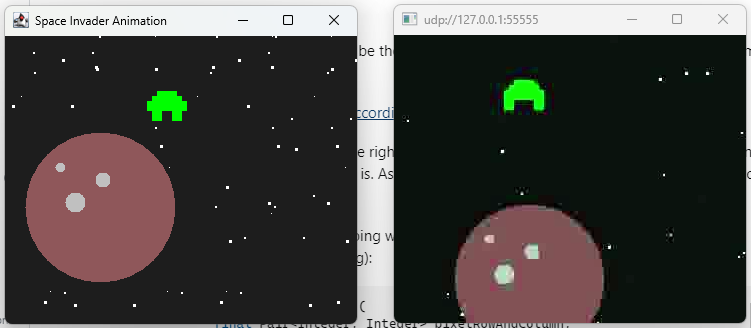 Space Invader Animation
udp://127.0.0.1:55555
be the
ccordi
e righ
is. As
ping w
g):
{
final Pair<Integer, Integer> pixelRowAndColumn;